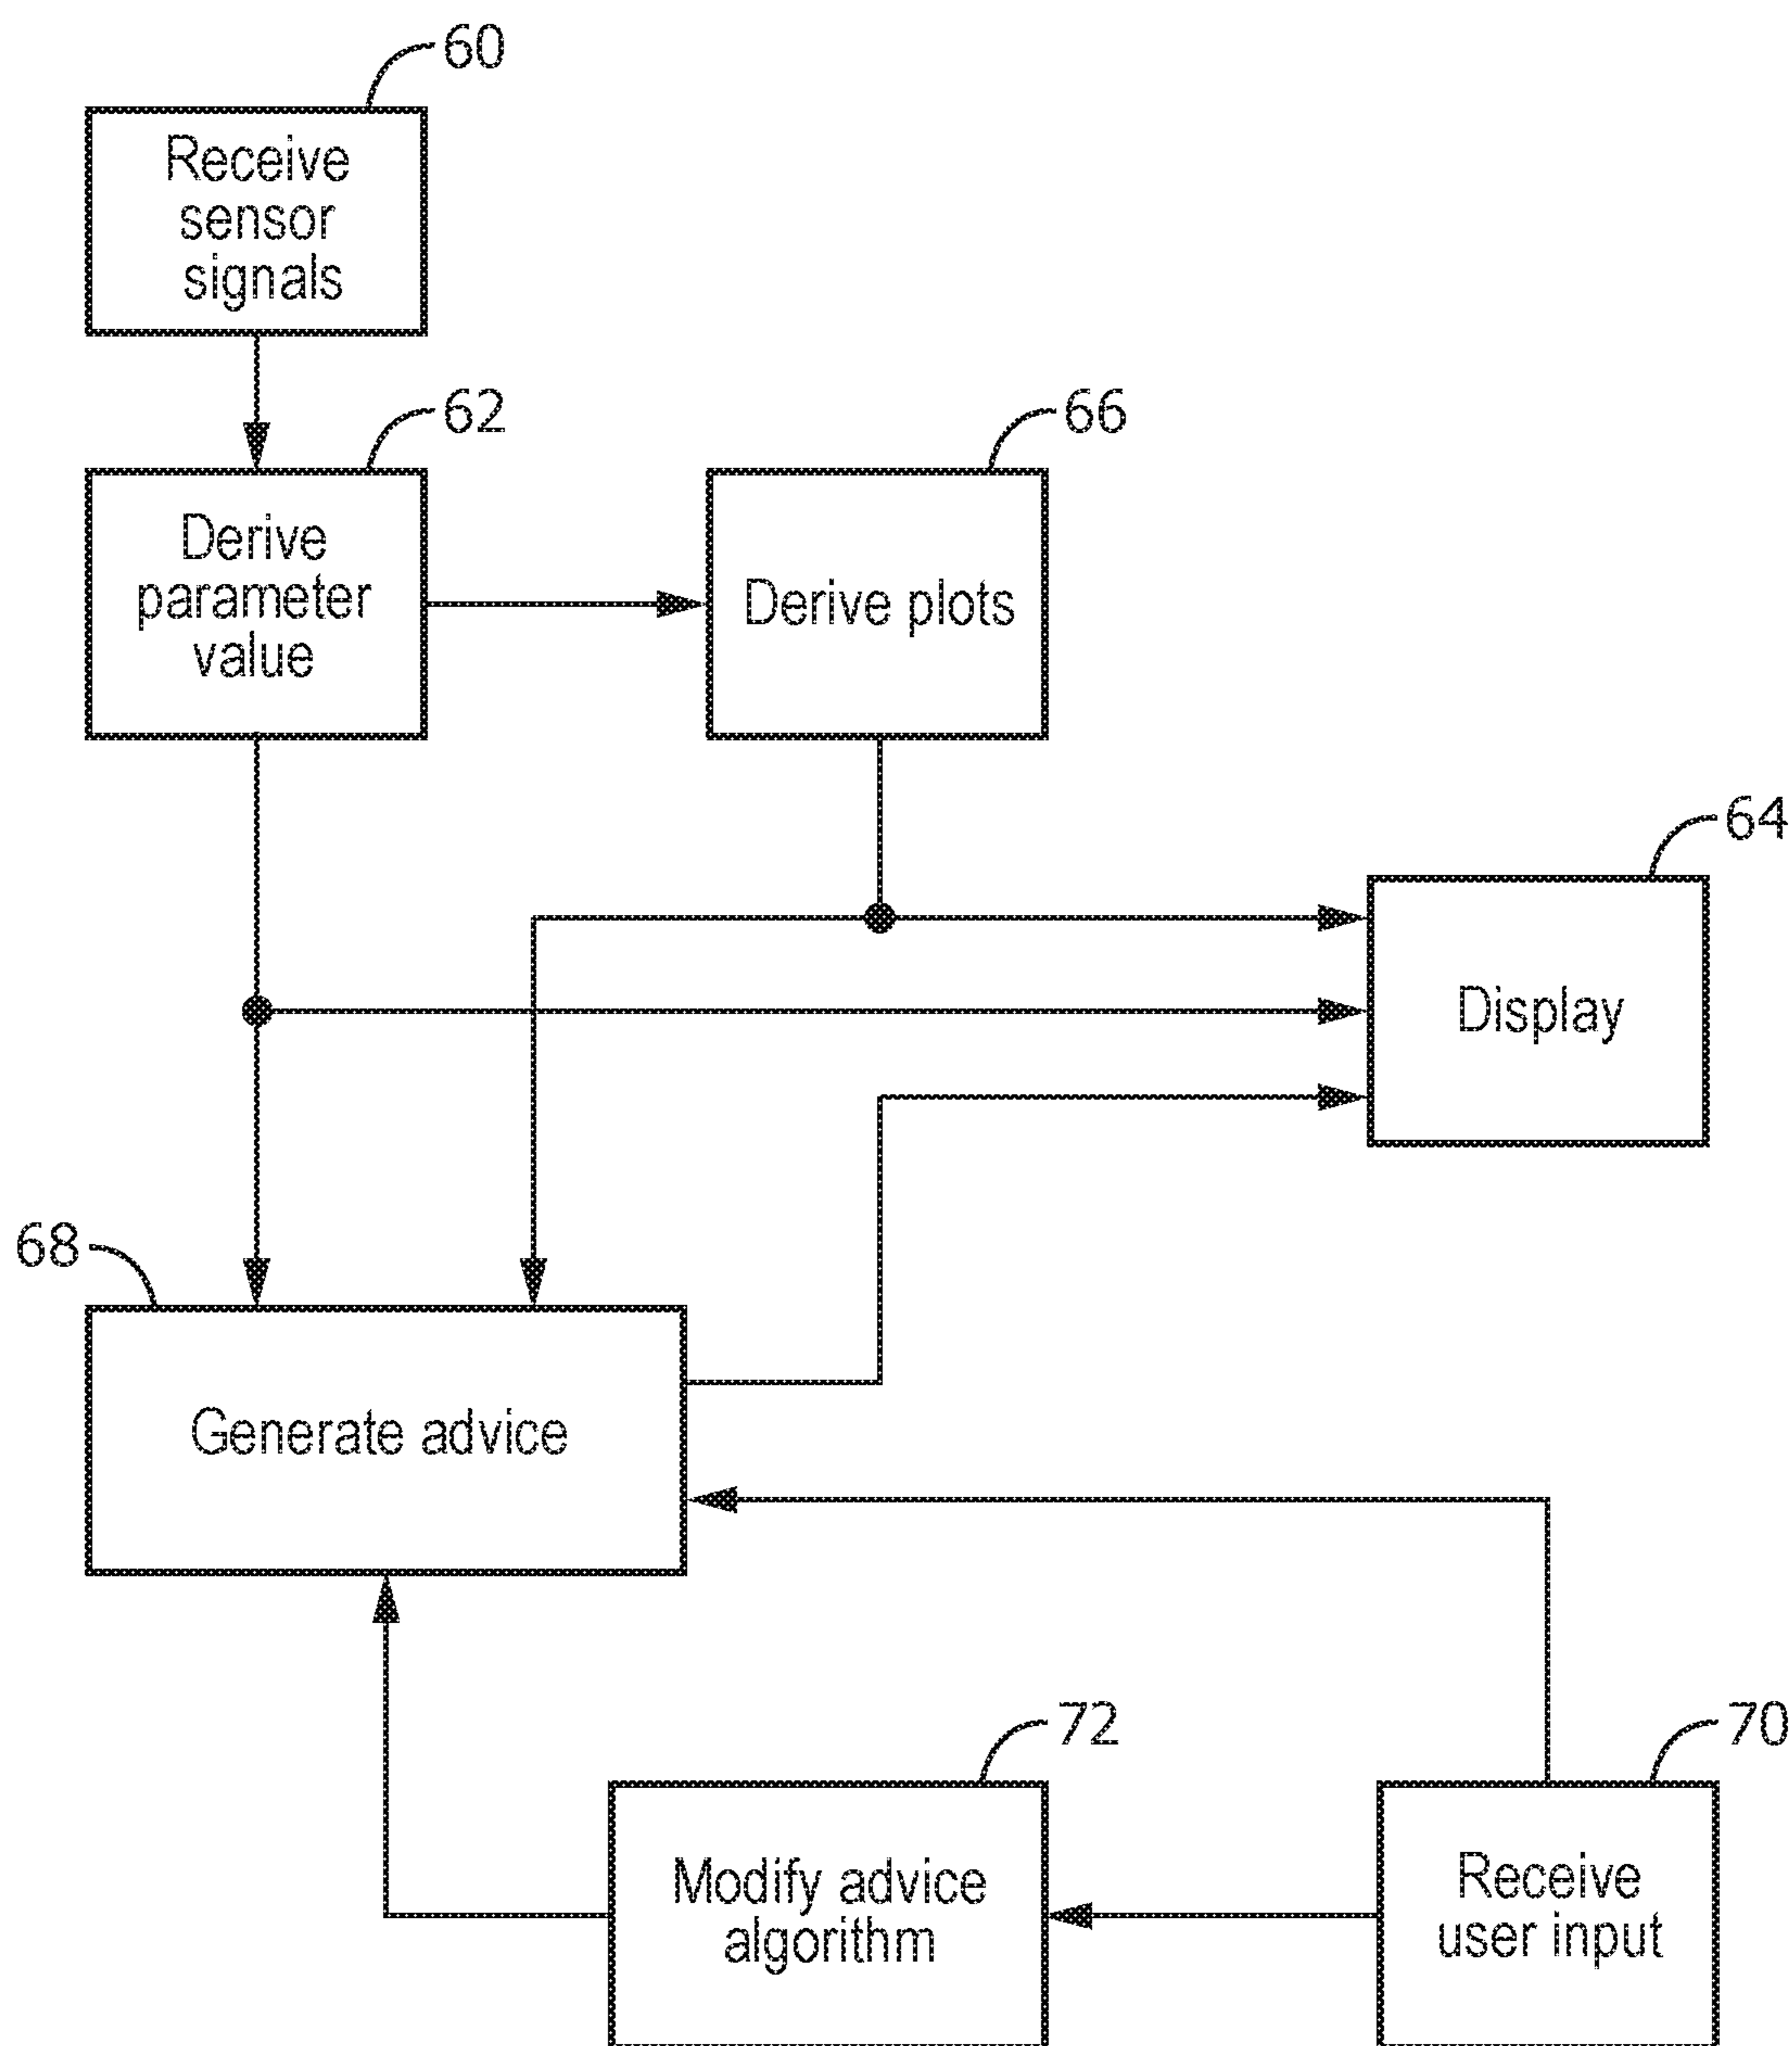 60
Receive
sensor
signals
62
Derive
parameter
value
66
Derive plots
64
Display
68
Generate advice
72
Modify advice
algorithm
70
Receive
user input